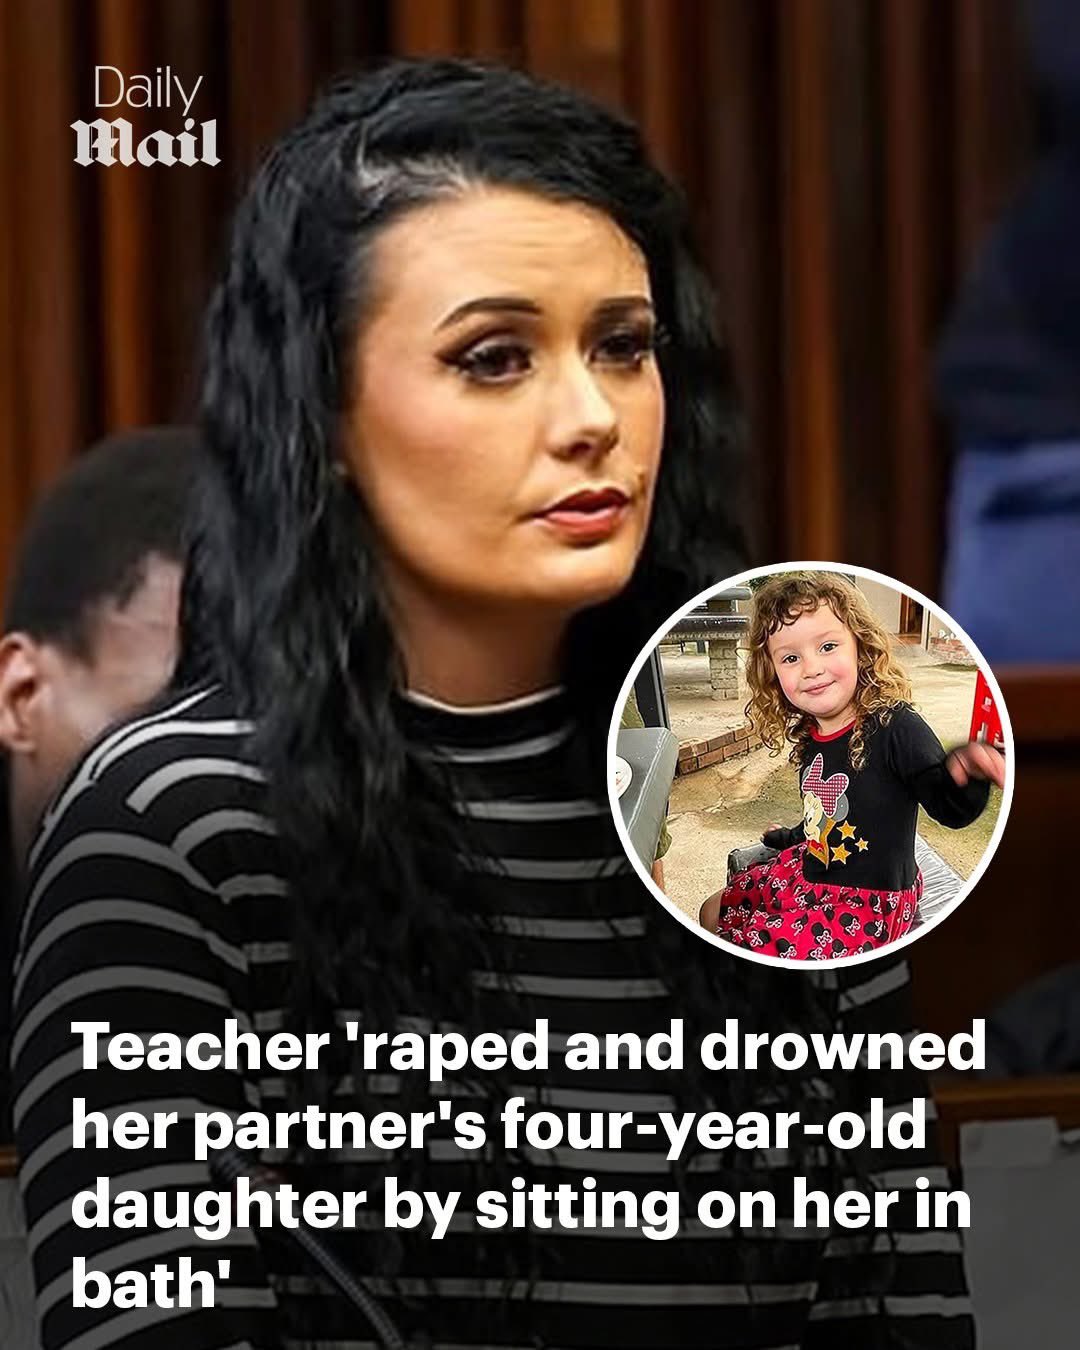 Daily
Mail
Teacher 'raped and drowned
her partner's four-year-old
daughter by sitting on her in
bath'